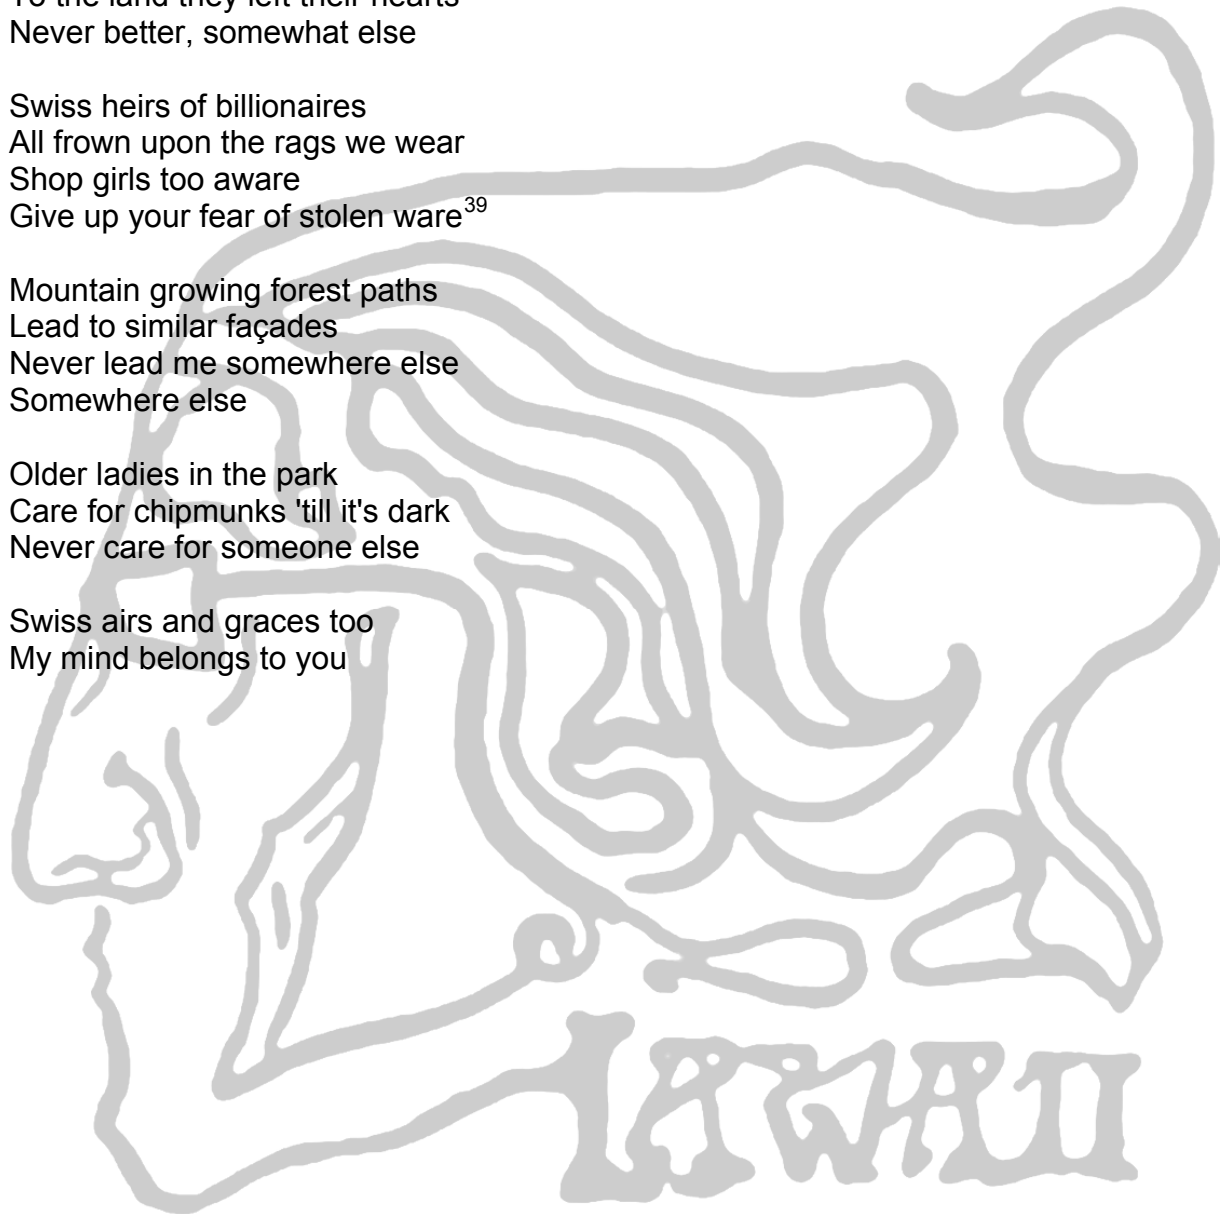 To the land they left their hearts
Never better, somewhat else
Swiss heirs of billionaires
All frown upon the rags we wear
Shop girls too aware
Give up your fear of stolen ware39
Mountain growing forest paths
Lead to similar façades
Never lead me somewhere else
Somewhere else
Older ladies in the park
Care for chipmunks 'till it's dark
Never care for someone else
Swiss airs and graces too
My mind belongs to you